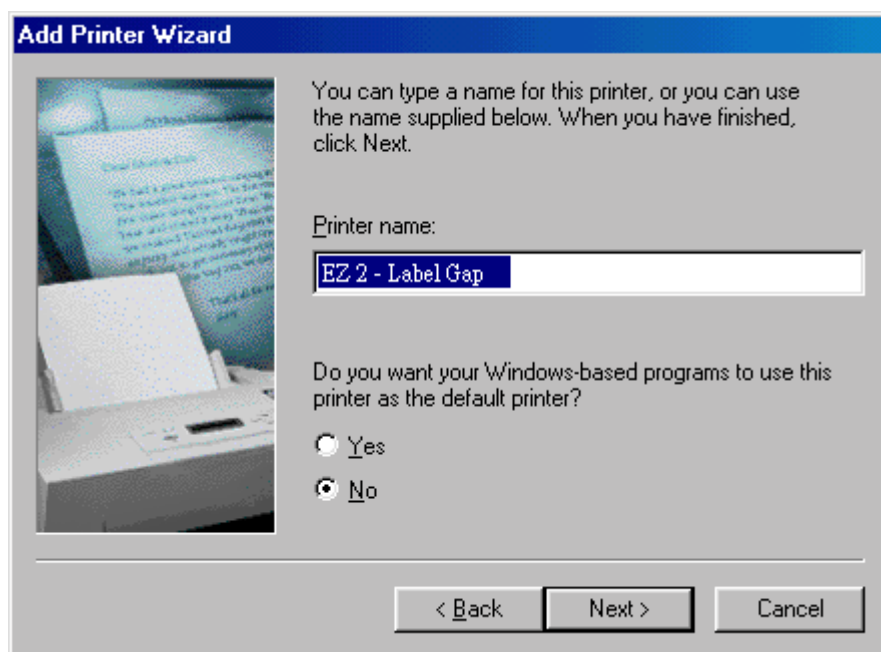 Add Printer Wizard
You can type a name for this printer, or you can use
the name supplied below. When you have finished,
click Next.
Printer name:
EZ 2 - Label Gap
Do you want your Windows-based programs to use this
printer as the default printer?
Yes
No
< Back
Next >
Cancel